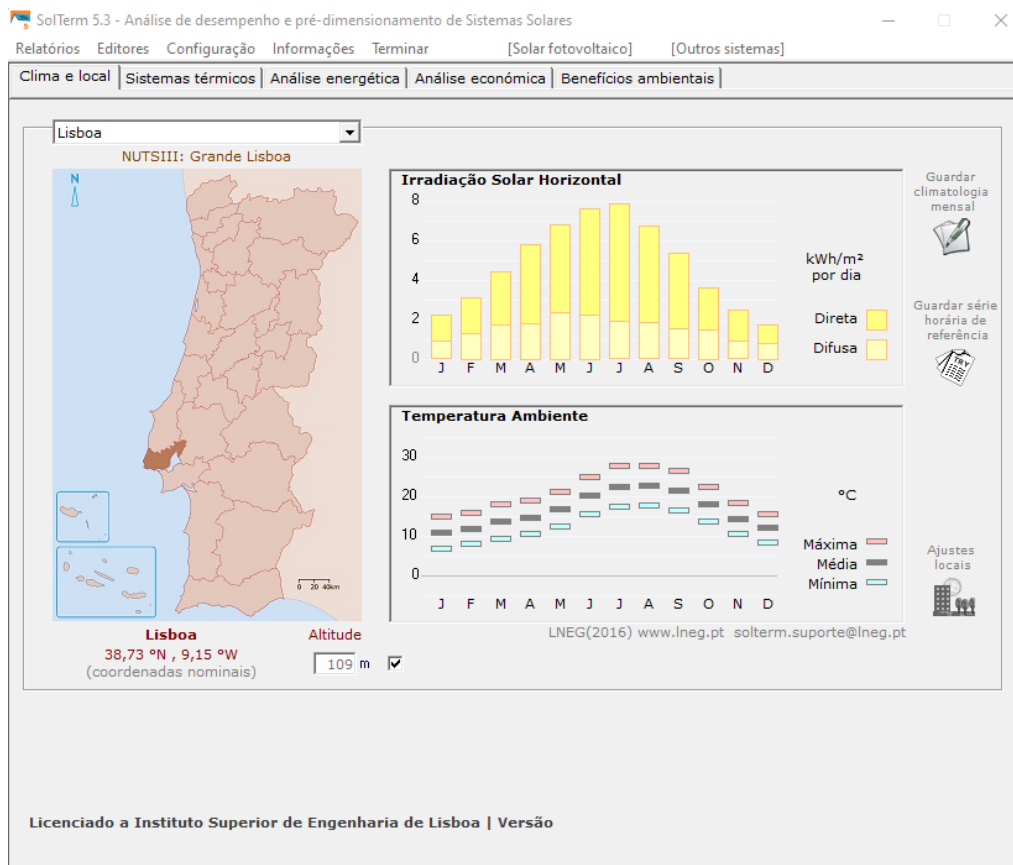 SolTerm 5.3 - Análise de desempenho e pré-dimensionamento de Sistemas Solares
Relatórios Editores Configuração Informações Terminar [Solar fotovoltaico] [Outros sistemas]
Clima e local Sistemas térmicos Análise energética Análise económica Benefícios ambientais
Lisboa
NUTSIII: Grande Lisboa
N
0 20 40km
Lisboa
38,73 °N , 9,15 °W
(coordenadas nominais)
Altitude
109 m
Irradiação Solar Horizontal
8
6
4
2
0
J F M A M J J A S O N D
kWh/m²
por dia
Direta
Difusa
Temperatura Ambiente
30
20
10
0
J F M A M J J A S O N D
°C
Máxima
Média
Mínima
LNEG(2016) www.lneg.pt solterm.suporte@lneg.pt
Guardar
climatologia
mensal
Guardar série
horária de
referência
TRY
Ajustes
locais
Licenciado a Instituto Superior de Engenharia de Lisboa | Versão